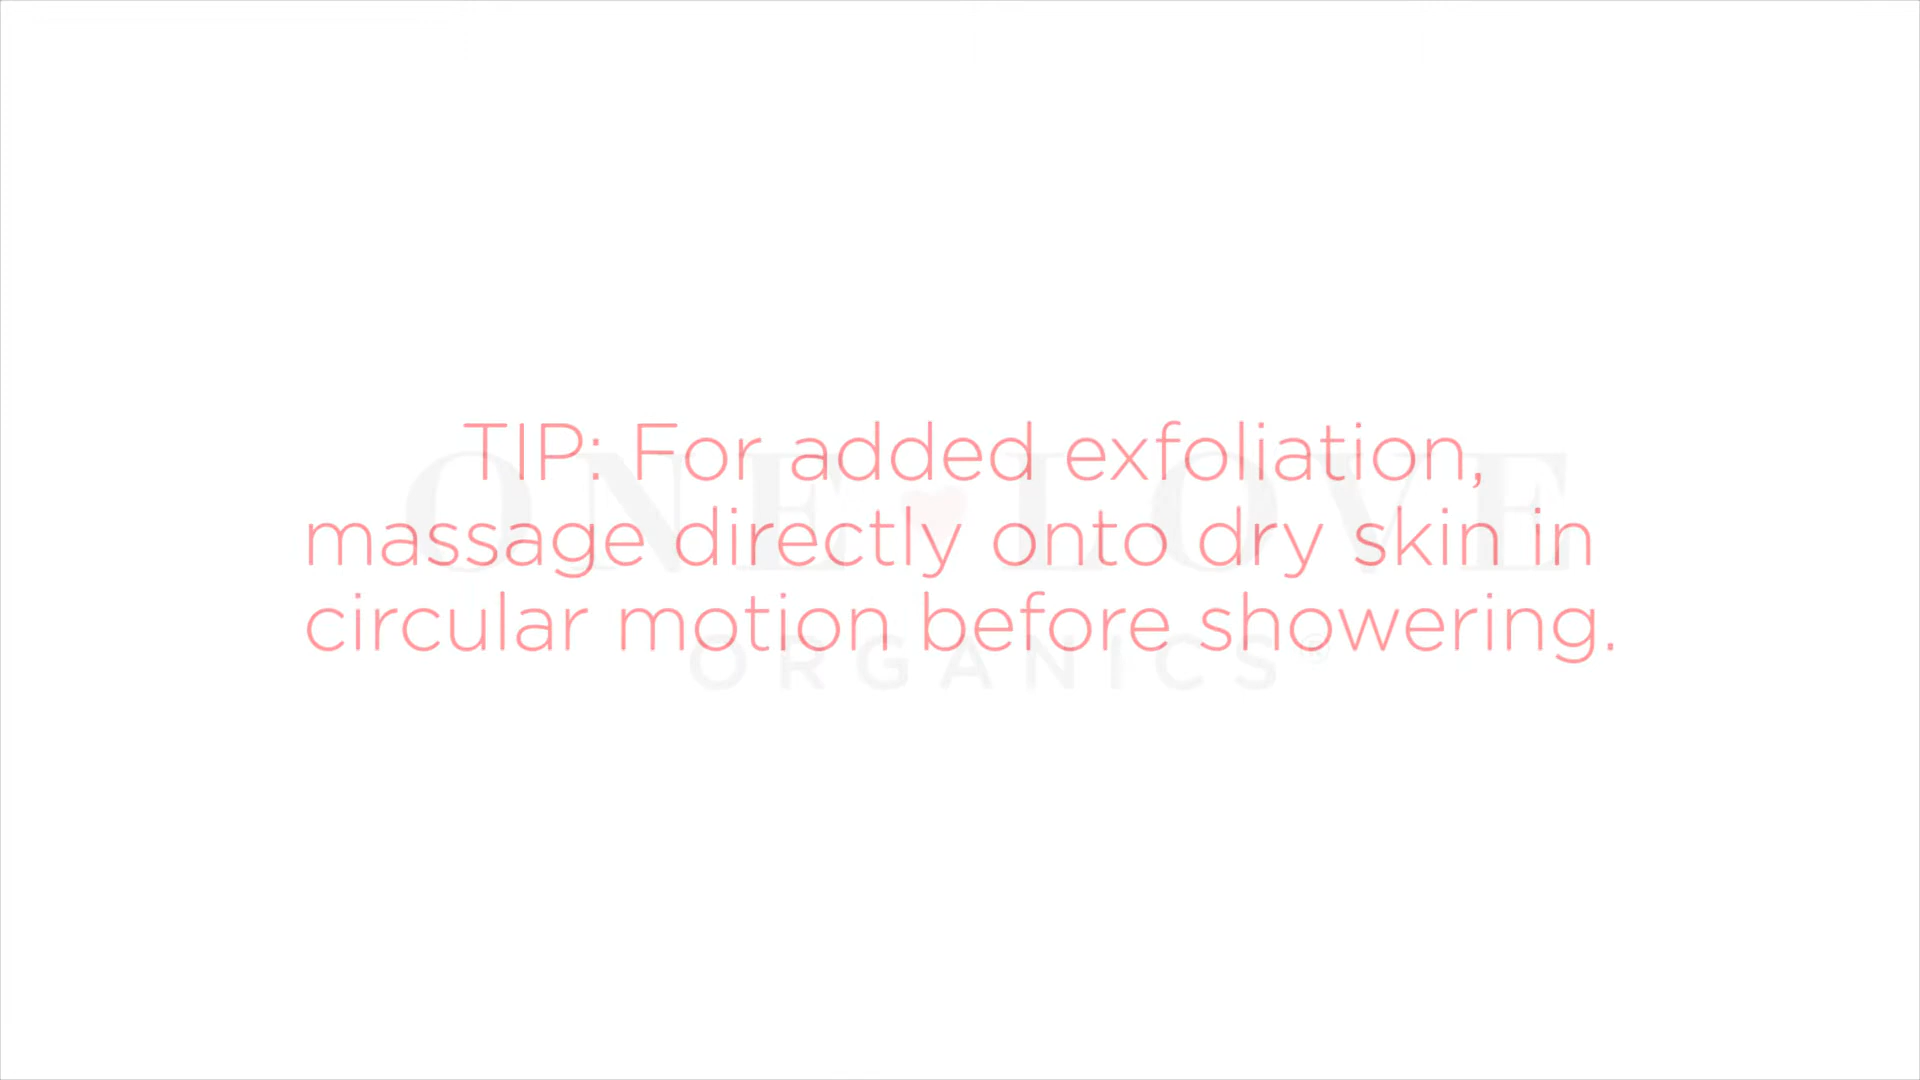 TIP: For added exfoliation,
massage directly onto dry skin in
circular motion before showering.
ONE LOVE
ORGANICS®